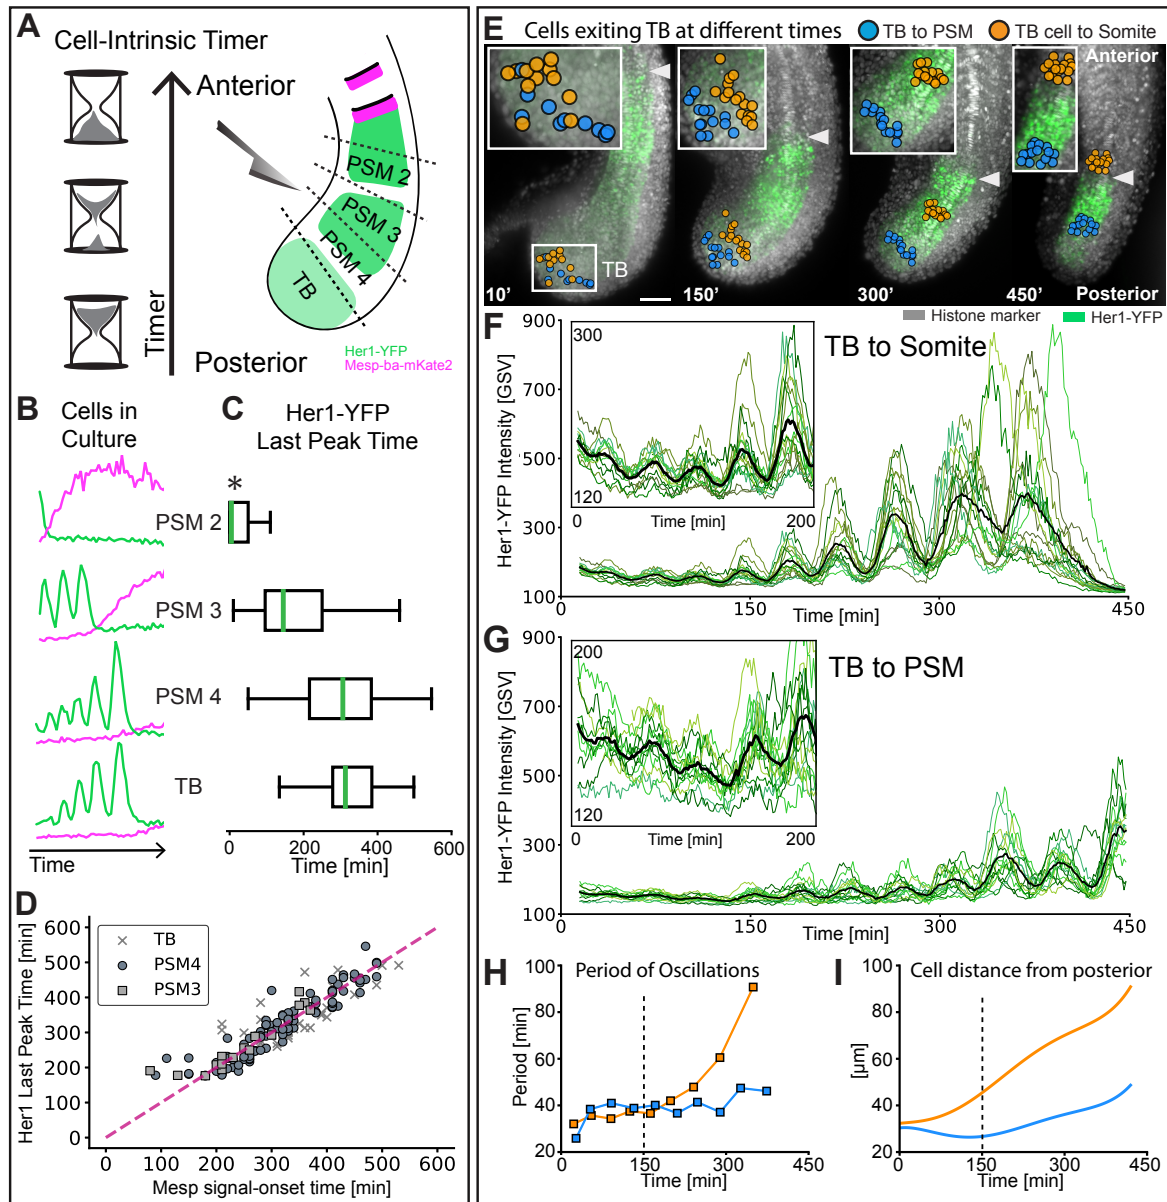 A
Cell-Intrinsic Timer
Anterior
Timer
Posterior
PSM 2
PSM 3
PSM 4
TB
Her1-YFP
Mesp-ba-mKate2
B
Cells in
Culture
C
Her1-YFP
Last Peak Time
*
PSM 2
PSM 3
PSM 4
TB
Time
0 200 400 600
Time [min]
D
Her1 Last Peak Time [min]
600
500
400
300
200
100
0
TB
PSM4
PSM3
0 100 200 300 400 500 600
Mesp signal-onset time [min]
E
Cells exiting TB at different times
TB to PSM
TB cell to Somite
Anterior
TB
10’
150’
300’
450’
Posterior
Histone marker
Her1-YFP
F
TB to Somite
Her1-YFP Intensity [GSV]
900
700
500
300
100
300
120
0 200
Time [min]
0 150 300 450
Time [min]
G
TB to PSM
Her1-YFP Intensity [GSV]
900
700
500
300
100
200
120
0 200
Time [min]
0 150 300 450
Time [min]
H
Period of Oscillations
Period [min]
100
80
60
40
20
0 150 300 450
Time [min]
I
Cell distance from posterior
[µm]
100
80
60
40
20
0 150 300 450
Time [min]